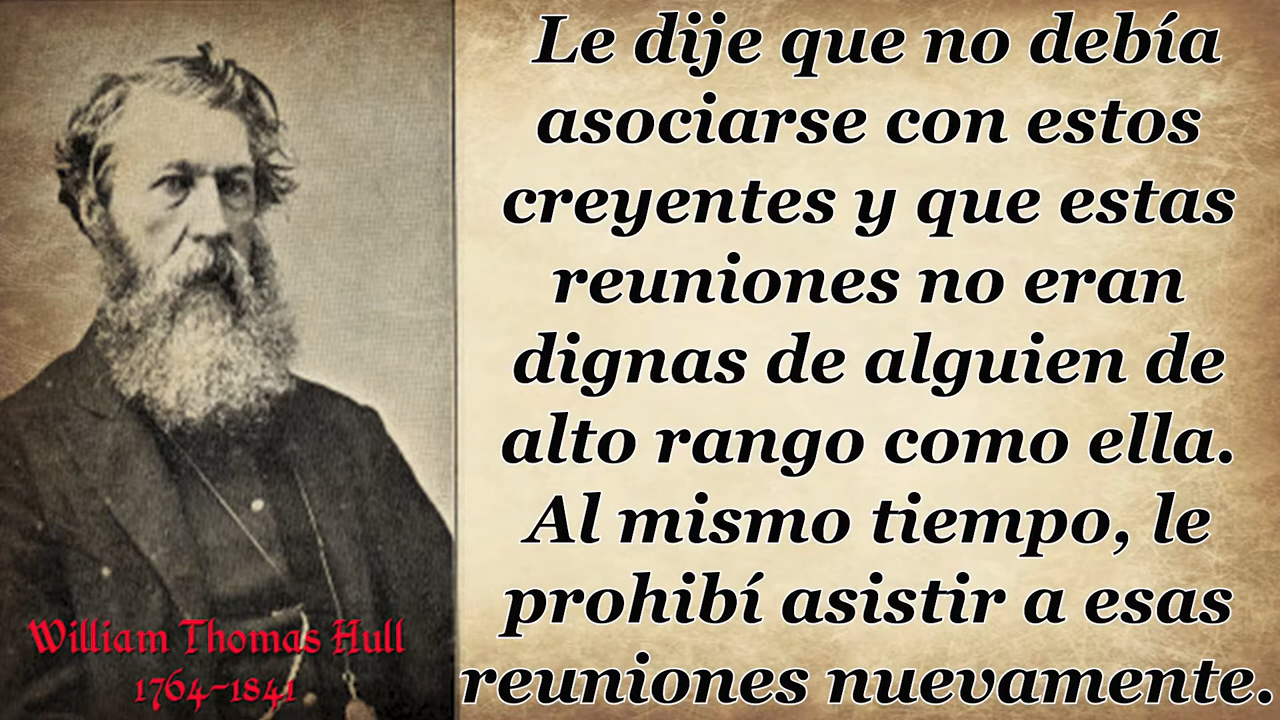 Le dije que no debía
asociarse con estos
creyentes y que estas
reuniones no eran
dignas de alguien de
alto rango como ella.
Al mismo tiempo, le
prohibí asistir a esas
reuniones nuevamente.
William Thomas Hull
1764-1841